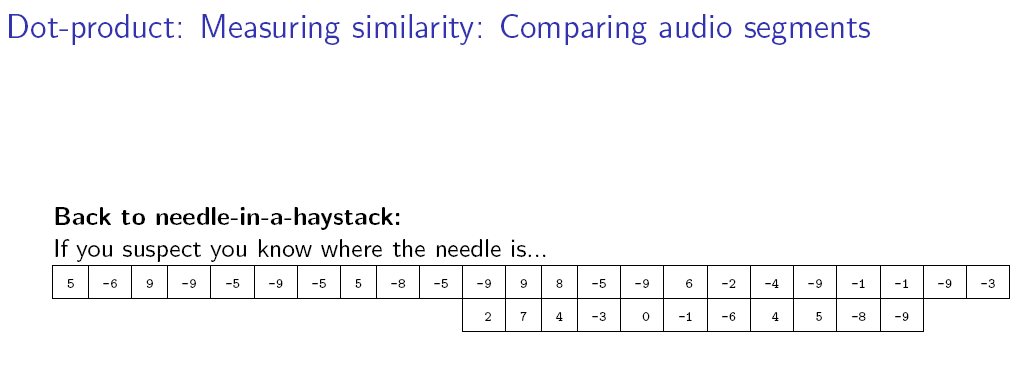 Dot-product: Measuring similarity: Comparing audio segments
Back to needle-in-a-haystack:
If you suspect you know where the needle is...
5 -6 9 -9 -5 -9 -5 5 -8 -5 -9 9 8 -5 -9 6 -2 -4 -9 -1 -1 -9 -3
2 7 4 -3 0 -1 -6 4 5 -8 -9